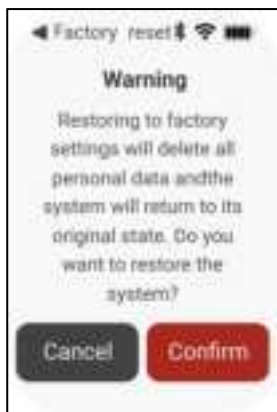 Factory reset
Warning
Restoring to factory
settings will delete all
personal data andthe
system will return to its
original state. Do you
want to restore the
system?
Cancel Confirm